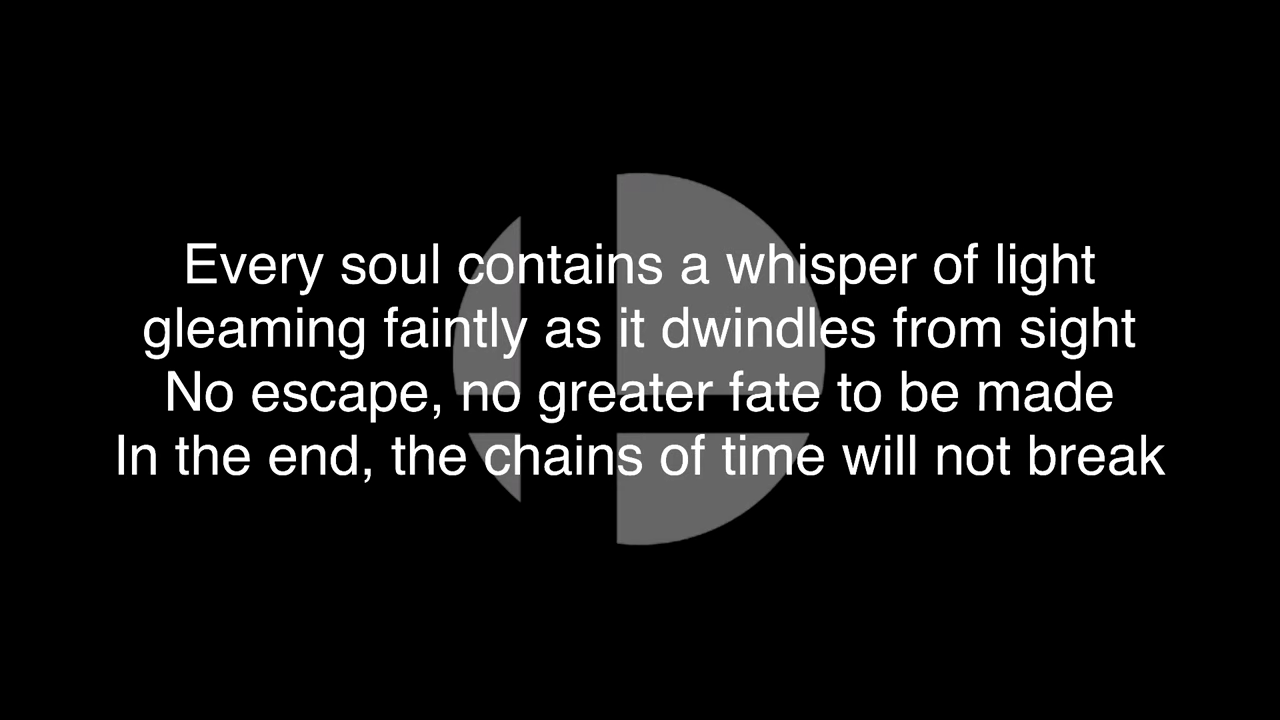 Every soul contains a whisper of light
gleaming faintly as it dwindles from sight
No escape, no greater fate to be made
In the end, the chains of time will not break